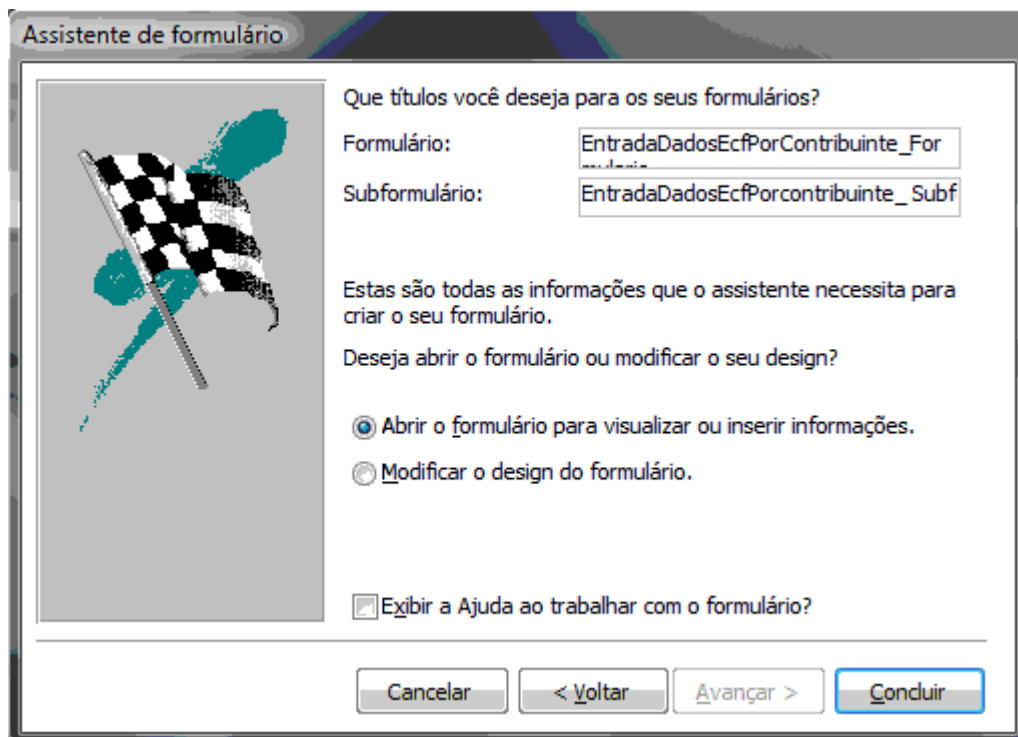 Assistente de formulário
Que títulos você deseja para os seus formulários?
Formulário:
EntradaDadosEcfPorContribuinte_For
Subformulário:
EntradaDadosEcfPorcontribuinte_ Subf
Estas são todas as informações que o assistente necessita para
criar o seu formulário.
Deseja abrir o formulário ou modificar o seu design?
Abrir o formulário para visualizar ou inserir informações.
Modificar o design do formulário.
Exibir a Ajuda ao trabalhar com o formulário?
Cancelar
< Voltar
Avançar >
Concluir